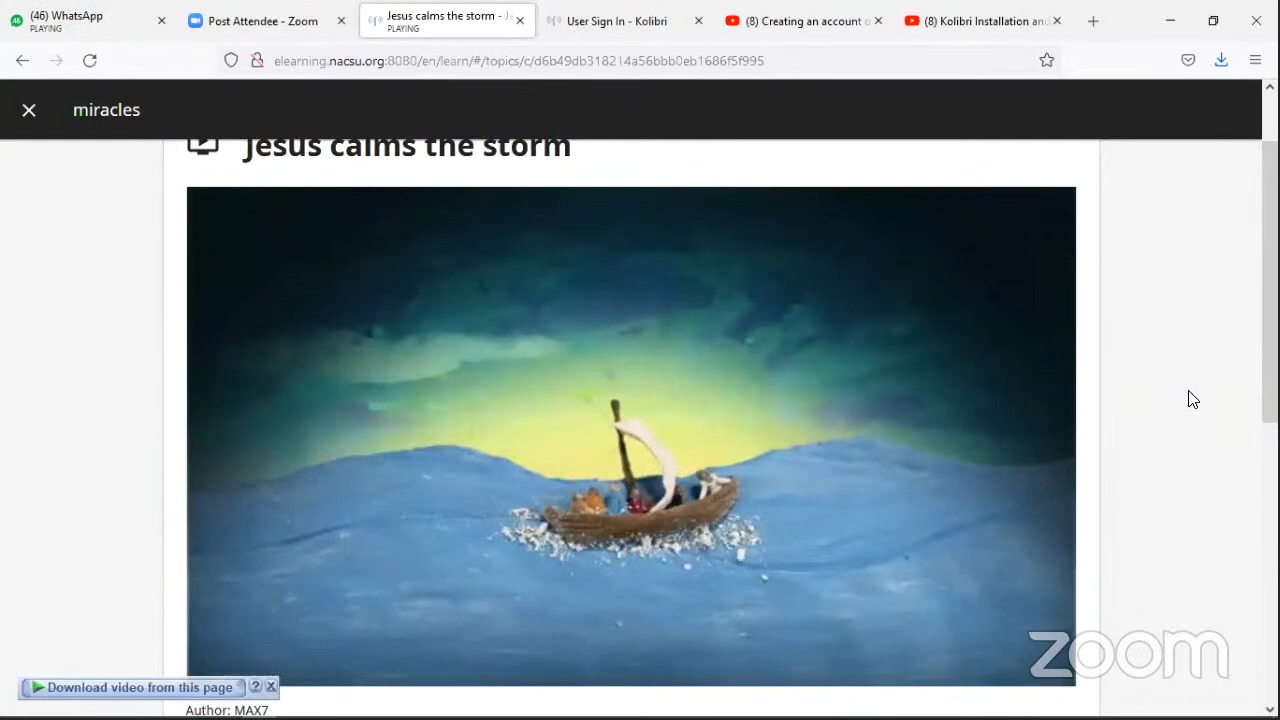 (46) WhatsApp
PLAYING
Post Attendee - Zoom
Jesus calms the storm - Je
PLAYING
User Sign In - Kolibri
(8) Creating an account o
(8) Kolibri Installation and
elearning.nacsu.org:8080/en/learn/#/topics/c/d6b49db318214a56bbb0eb1686f5f995
miracles
Jesus calms the storm
zoom
Download video from this page
?
Author: MAX7